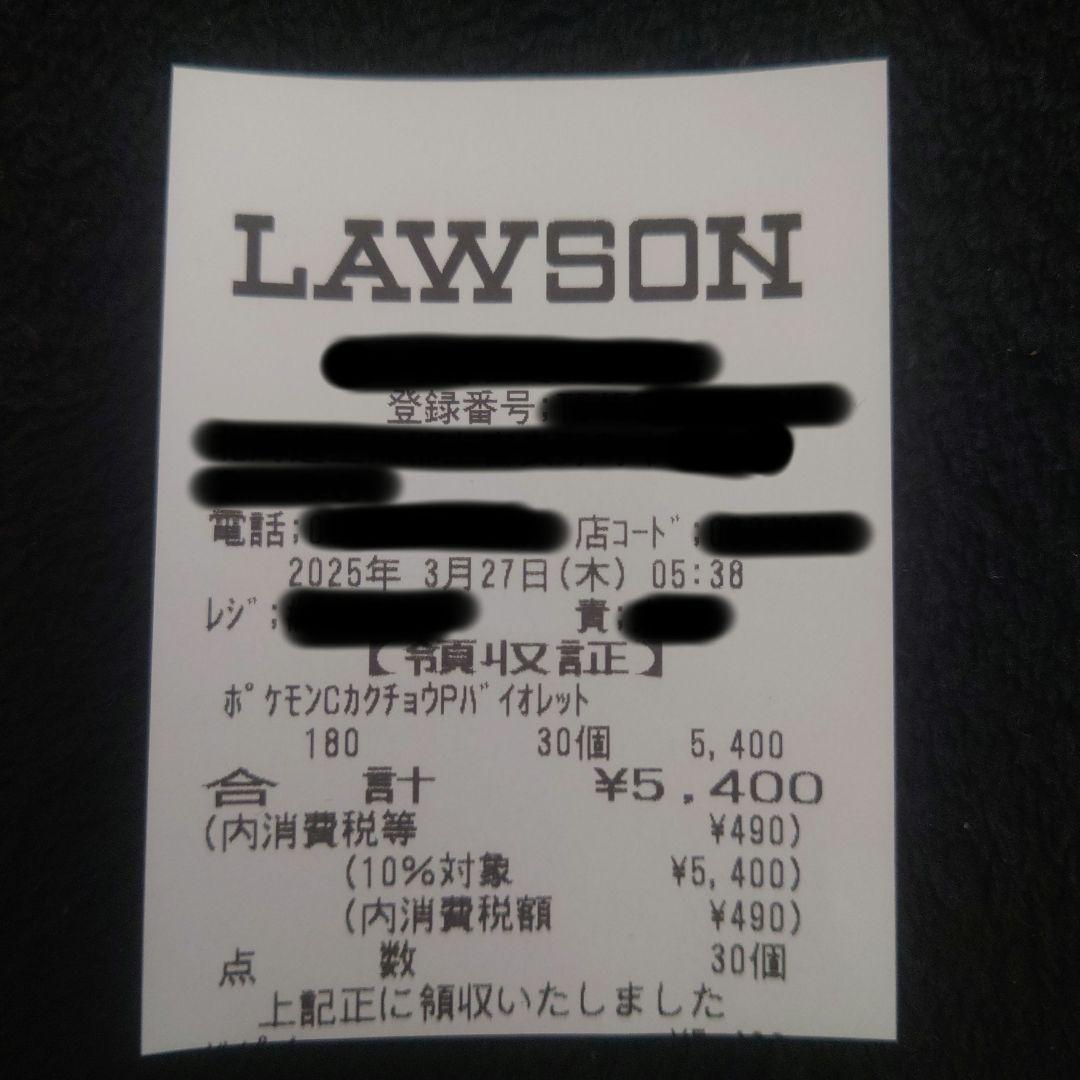 LAWSON
登録番号:
電話: 店コード:
2025年 3月27日(木) 05:38
レジ: 責:
【領収証】
ポケモンCカクチョウPバイオレット
180 30個 5,400
合 計 ¥5,400
(内消費税等 ¥490)
(10%対象 ¥5,400)
(内消費税額 ¥490)
点 数 30個
上記正に領収いたしました